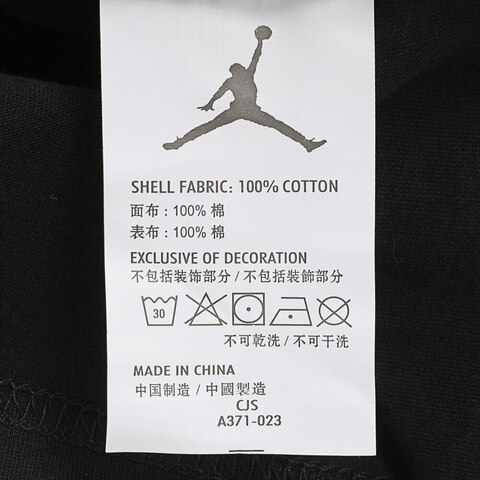 SHELL FABRIC: 100% COTTON
面布 : 100% 棉
表布 : 100% 棉
EXCLUSIVE OF DECORATION
不包括装饰部分 / 不包括裝飾部分
30
不可乾洗 / 不可干洗
MADE IN CHINA
中国制造 / 中國製造
CJS
A371-023